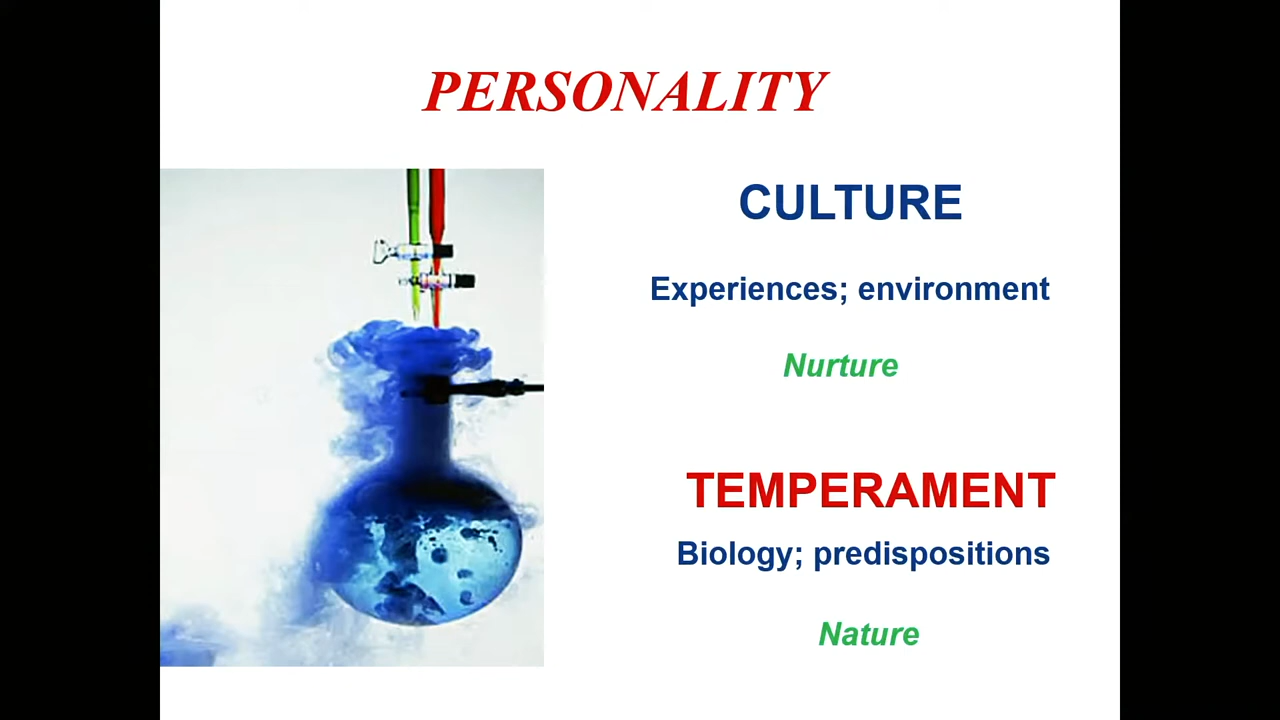 PERSONALITY
CULTURE
Experiences; environment
Nurture
TEMPERAMENT
Biology; predispositions
Nature